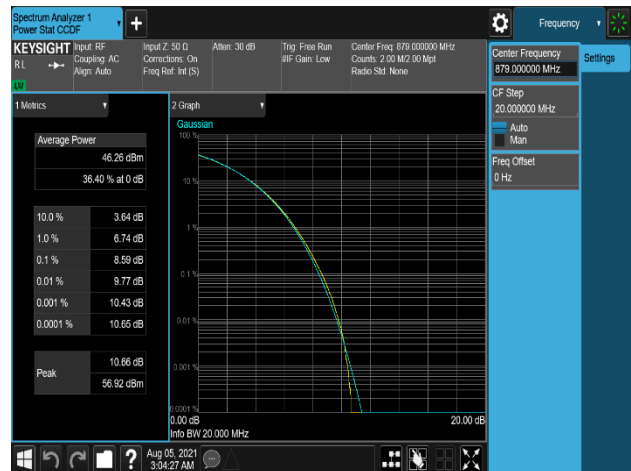 Spectrum Analyzer 1
Power Stat CCDF
Frequency
KEYSIGHT
RL
LNI
Input: RF
Coupling: AC
Align: Auto
Input Z: 50 Ω
Corrections: On
Freq Ref: Int (S)
Atten: 30 dB
Trig: Free Run
#IF Gain: Low
Center Freq: 879.000000 MHz
Counts: 2.00 M/2.00 Mpt
Radio Std: None
Center Frequency
879.000000 MHz
Settings
CF Step
20.000000 MHz
Auto
Man
Freq Offset
0 Hz
1 Metrics
Average Power
46.26 dBm
36.40 % at 0 dB
10.0 % 3.64 dB
1.0 % 6.74 dB
0.1 % 8.59 dB
0.01 % 9.77 dB
0.001 % 10.43 dB
0.0001 % 10.65 dB
Peak
10.66 dB
56.92 dBm
2 Graph
Gaussian
100 %
10 %
1 %
0.1 %
0.01 %
0.001 %
0.0001 %
0.00 dB
20.00 dB
Info BW 20.000 MHz
?
Aug 05, 2021
3:04:27 AM